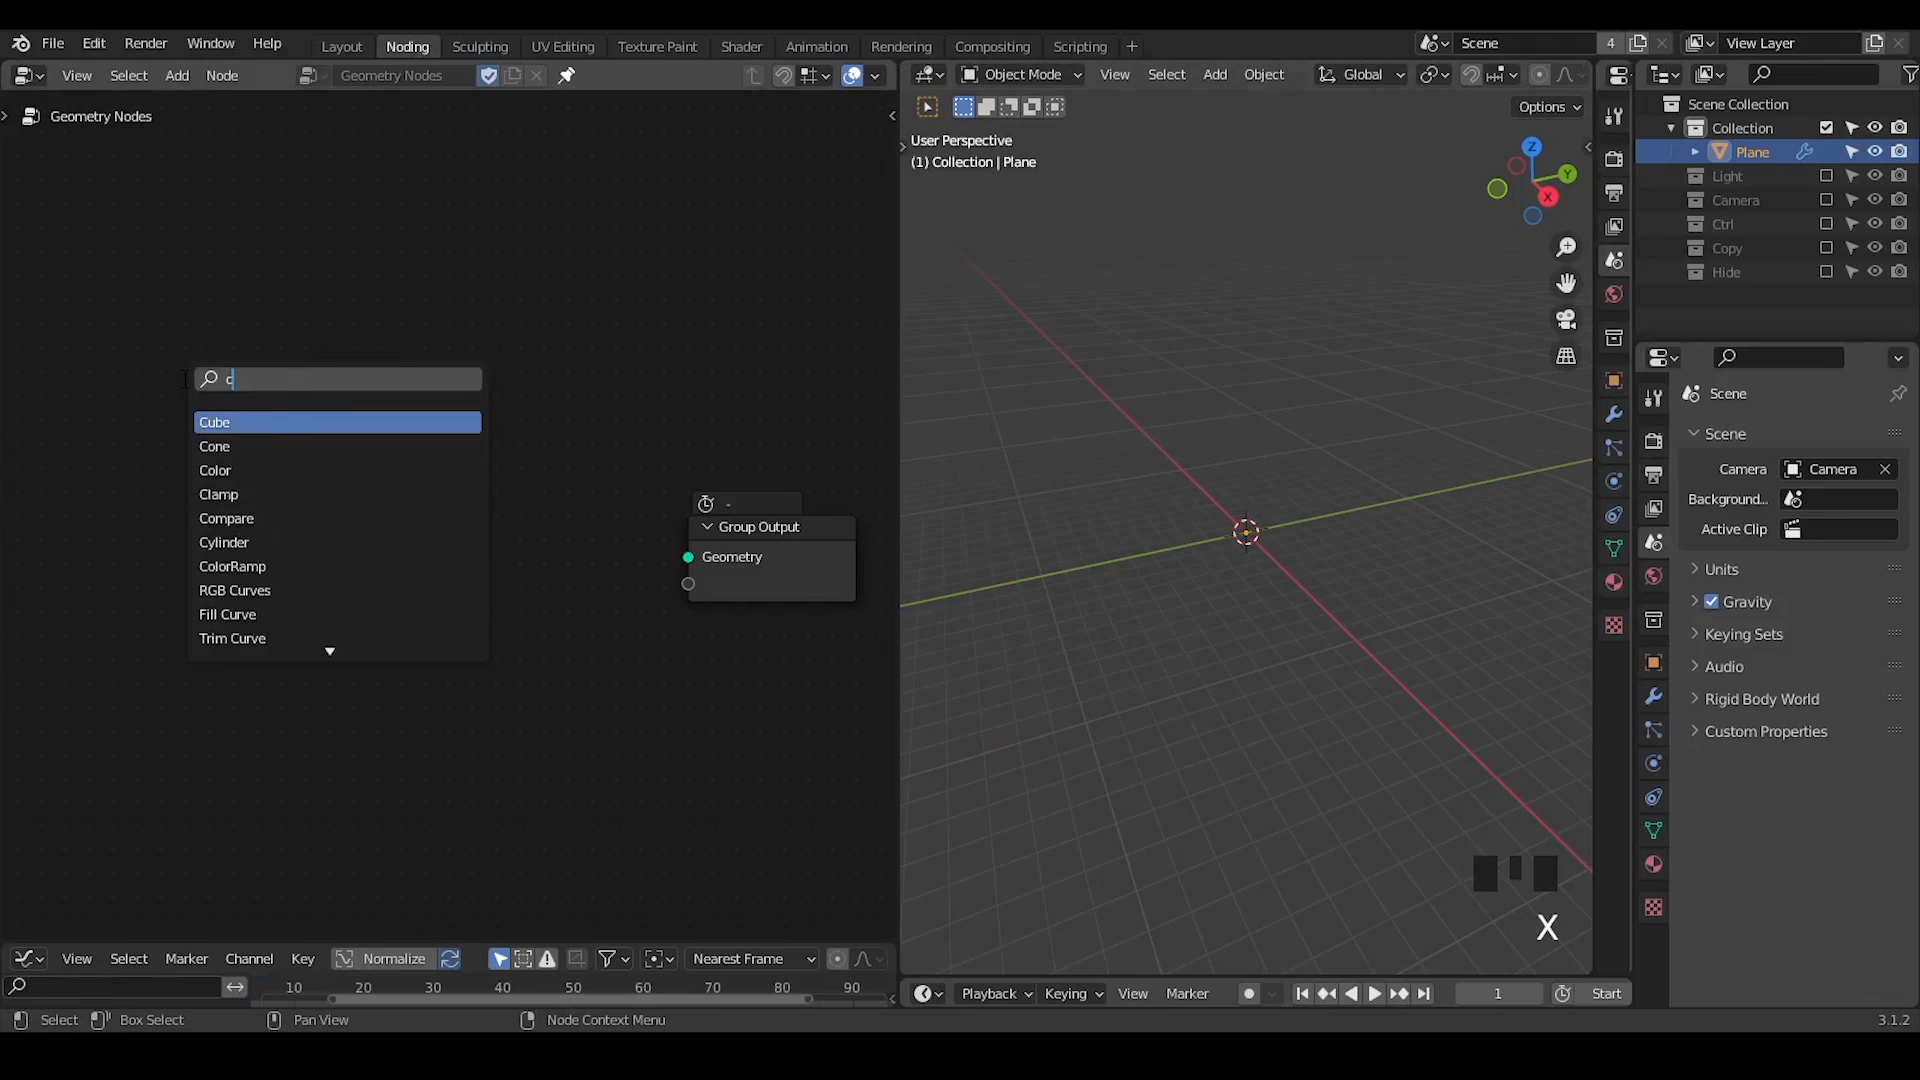 File Edit Render Window Help Layout Noding Sculpting UV Editing Texture Paint Shader Animation Rendering Compositing Scripting + Scene 4 View Layer
View Select Add Node Geometry Nodes Object Mode View Select Add Object Global
Options
Geometry Nodes
User Perspective
(1) Collection | Plane
Z
Y
X
Scene Collection
Collection
Plane
Light
Camera
Ctrl
Copy
Hide
c
Cube
Cone
Color
Clamp
Compare
Cylinder
ColorRamp
RGB Curves
Fill Curve
Trim Curve
-
Group Output
Geometry
Scene
Scene
Camera Camera
Background...
Active Clip
Units
Gravity
Keying Sets
Audio
Rigid Body World
Custom Properties
X
View Select Marker Channel Key Normalize Nearest Frame
10 20 30 40 50 60 70 80 90
Playback Keying View Marker 1 Start
Select Box Select Pan View Node Context Menu 3.1.2